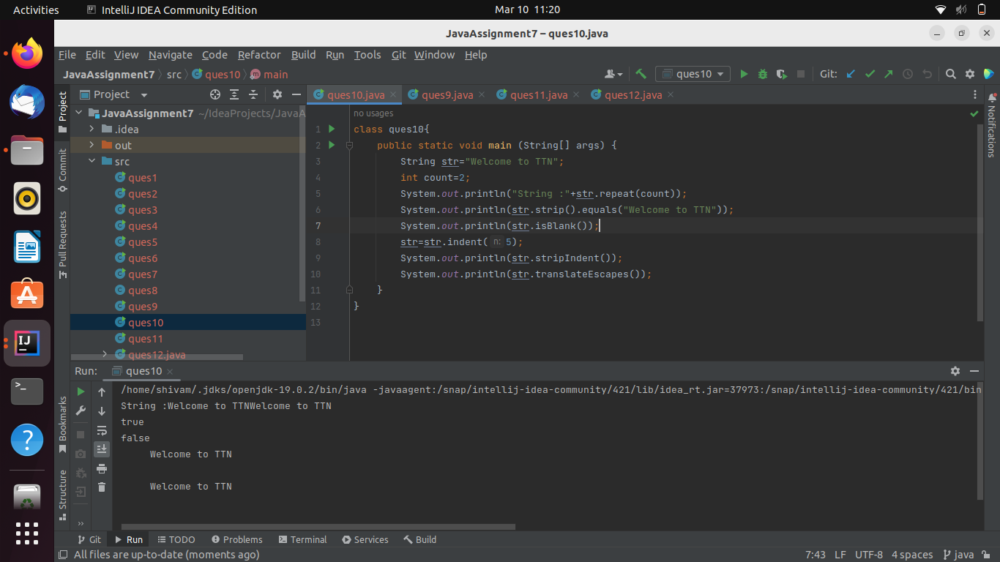 Activities IntelliJ IDEA Community Edition Mar 10 11:20
JavaAssignment7 – ques10.java
File Edit View Navigate Code Refactor Build Run Tools Git Window Help
JavaAssignment7 src ques10 main ques10 Git:
Project
ques10.java ques9.java ques11.java ques12.java
JavaAssignment7 ~/IdeaProjects/JavaA
.idea
out
src
ques1
ques2
ques3
ques4
ques5
ques6
ques7
ques8
ques9
ques10
ques11
ques12.java
no usages
1 class ques10{
2 public static void main (String[] args) {
3 String str="Welcome to TTN";
4 int count=2;
5 System.out.println("String :"+str.repeat(count));
6 System.out.println(str.strip().equals("Welcome to TTN"));
7 System.out.println(str.isBlank());
8 str=str.indent( n: 5);
9 System.out.println(str.stripIndent());
10 System.out.println(str.translateEscapes());
11 }
12 }
13
Project
Commit
Pull Requests
Bookmarks
Structure
Notifications
Run: ques10
/home/shivam/.jdks/openjdk-19.0.2/bin/java -javaagent:/snap/intellij-idea-community/421/lib/idea_rt.jar=37973:/snap/intellij-idea-community/421/bin
String :Welcome to TTNWelcome to TTN
true
false
Welcome to TTN
Welcome to TTN
Git Run TODO Problems Terminal Services Build
All files are up-to-date (moments ago) 7:43 LF UTF-8 4 spaces java